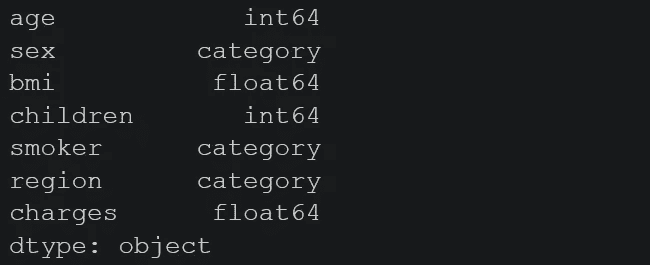 age int64
sex category
bmi float64
children int64
smoker category
region category
charges float64
dtype: object